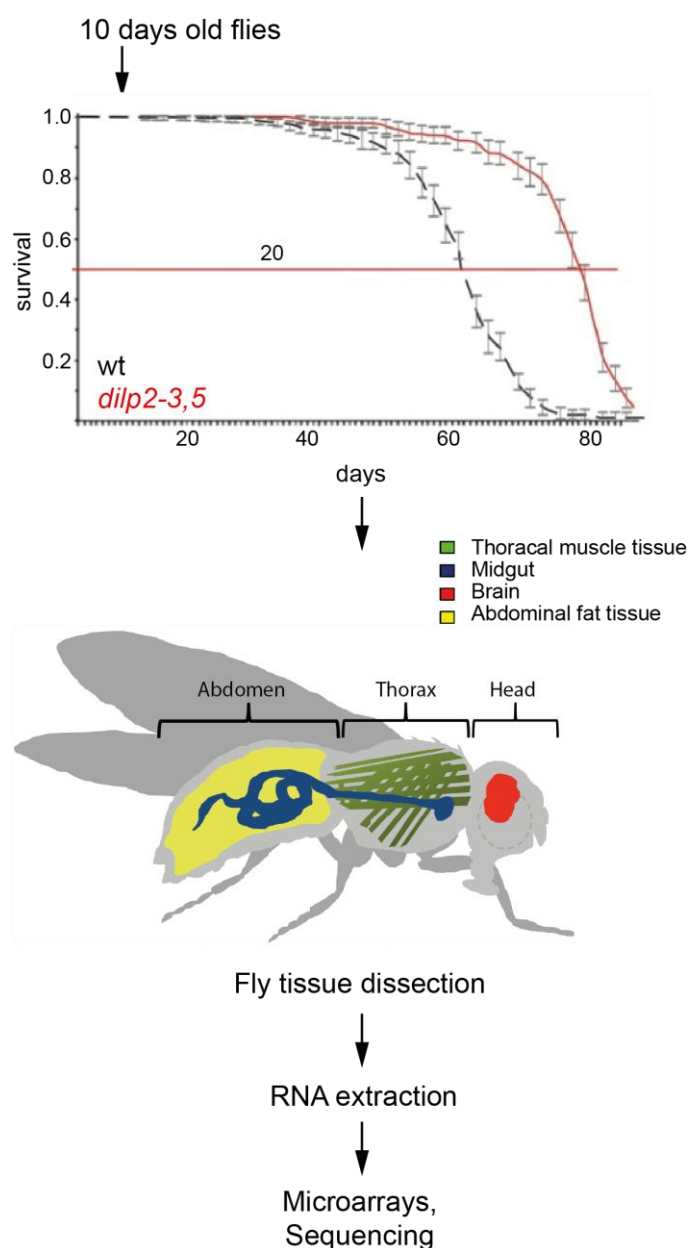 10 days old flies
1.0
0.8
0.6
20
0.4
0.2
survival
wt
dilp2-3,5
20 40 60 80
days
Thoracal muscle tissue
Midgut
Brain
Abdominal fat tissue
Abdomen Thorax Head
Fly tissue dissection
RNA extraction
Microarrays,
Sequencing